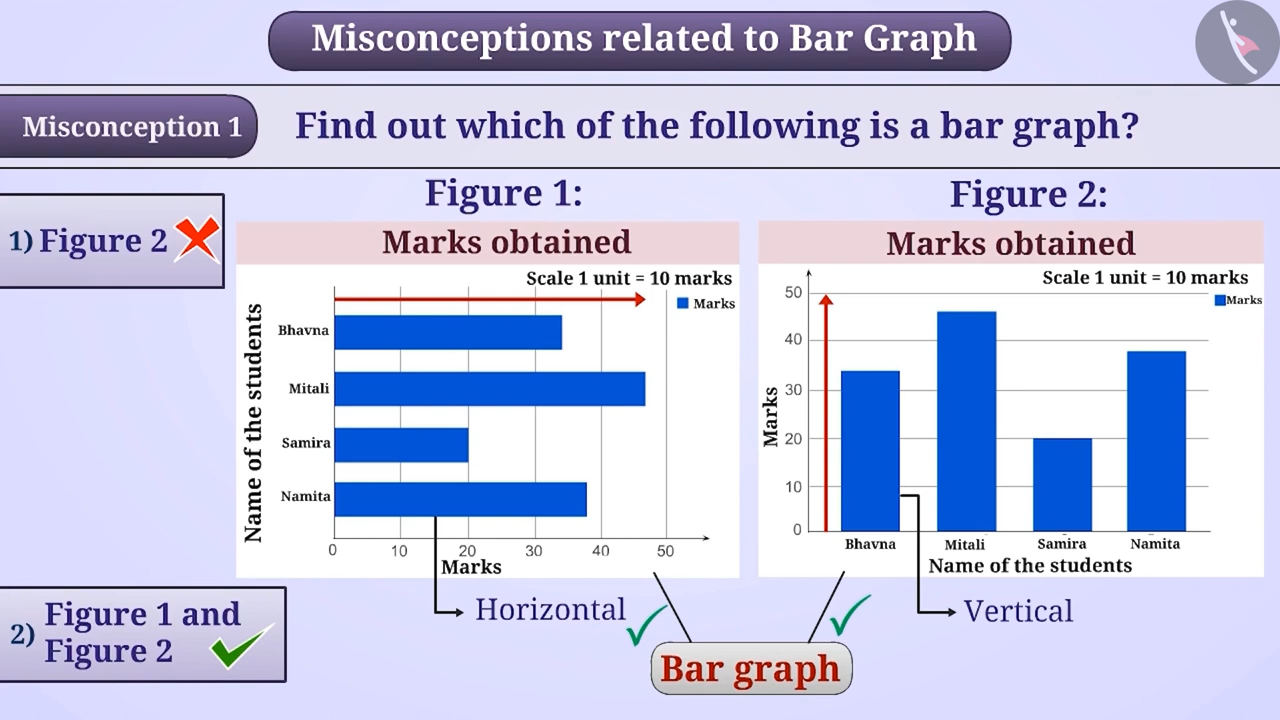 Misconceptions related to Bar Graph
Misconception 1
Find out which of the following is a bar graph?
1) Figure 2
Figure 1:
Marks obtained
Scale 1 unit = 10 marks
Marks
Name of the students
Bhavna
Mitali
Samira
Namita
0 10 20 30 40 50
Marks
Horizontal
Figure 2:
Marks obtained
Scale 1 unit = 10 marks
Marks
Marks
50
40
30
20
10
0
Bhavna Mitali Samira Namita
Name of the students
Vertical
2) Figure 1 and
Figure 2
Bar graph